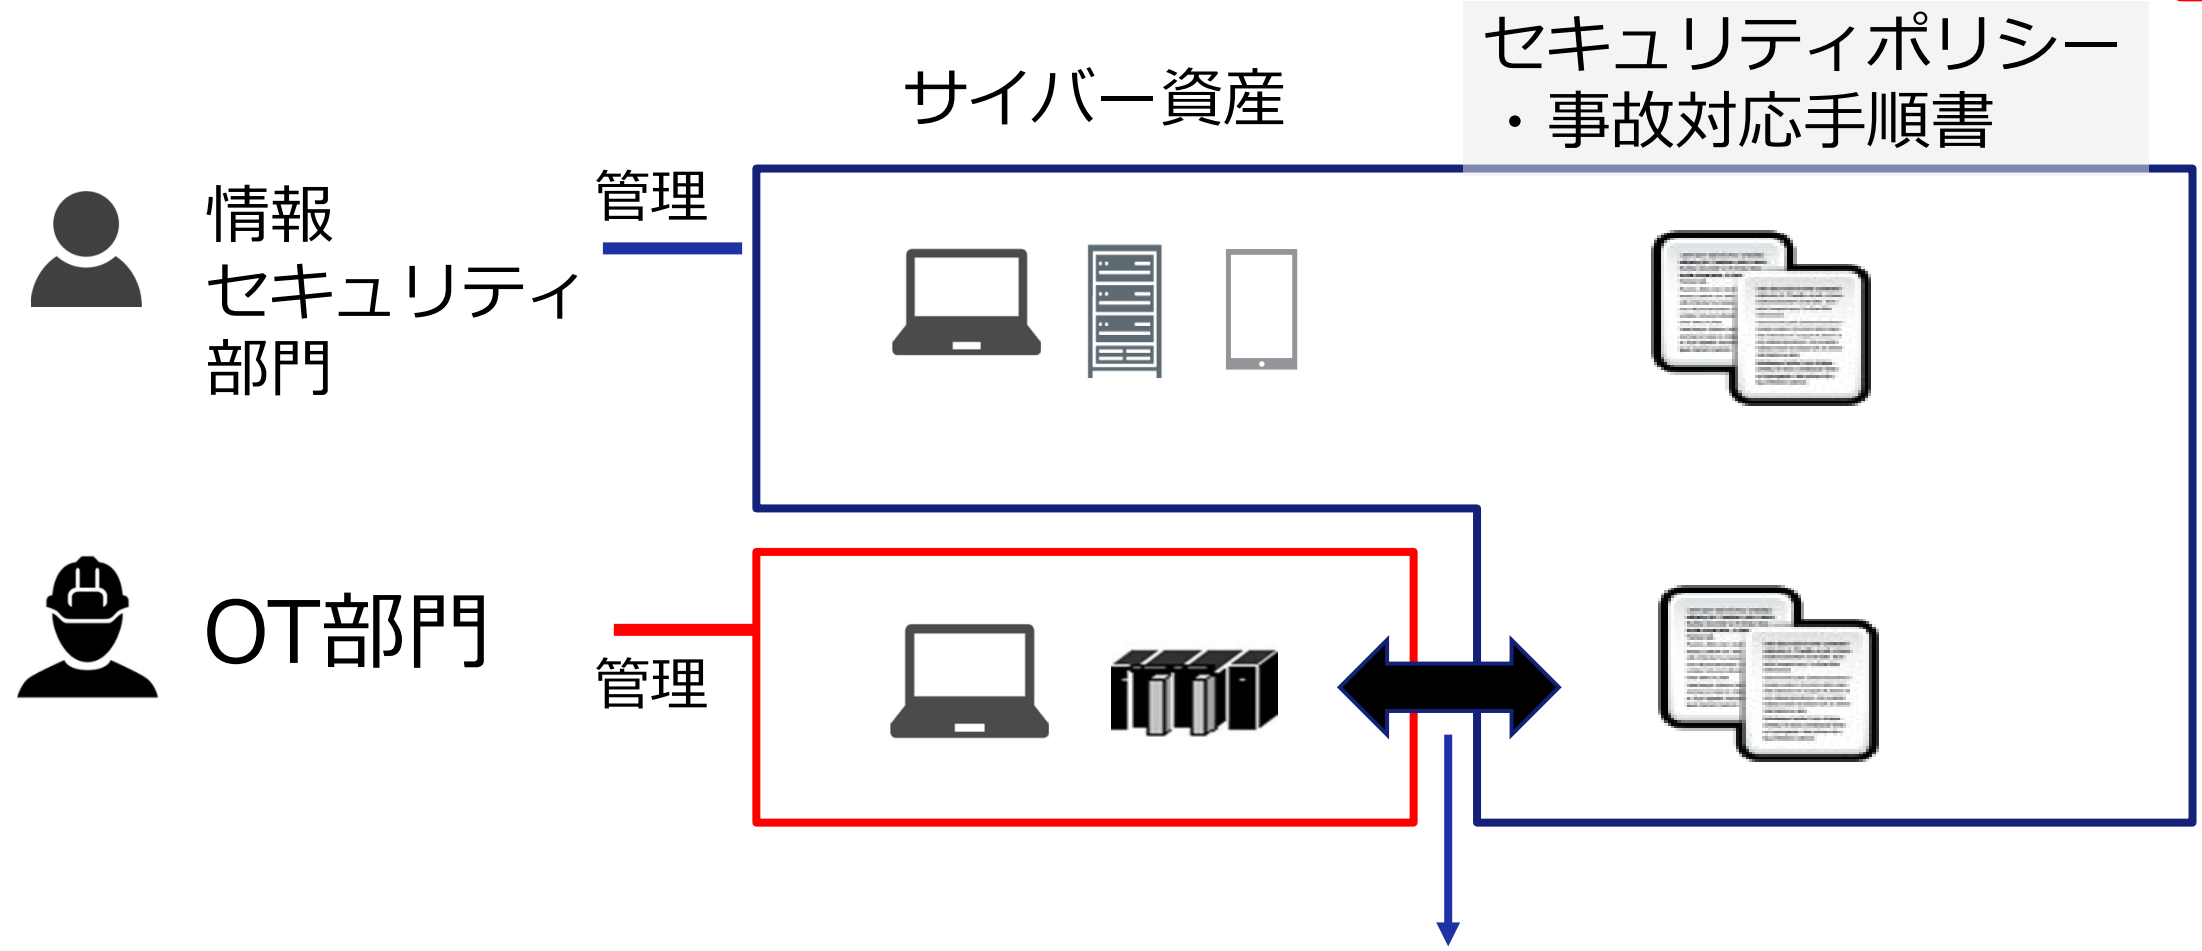 セキュリティポリシー
・事故対応手順書
サイバー資産
管理
情報
セキュリティ
部門
OT部門
管理